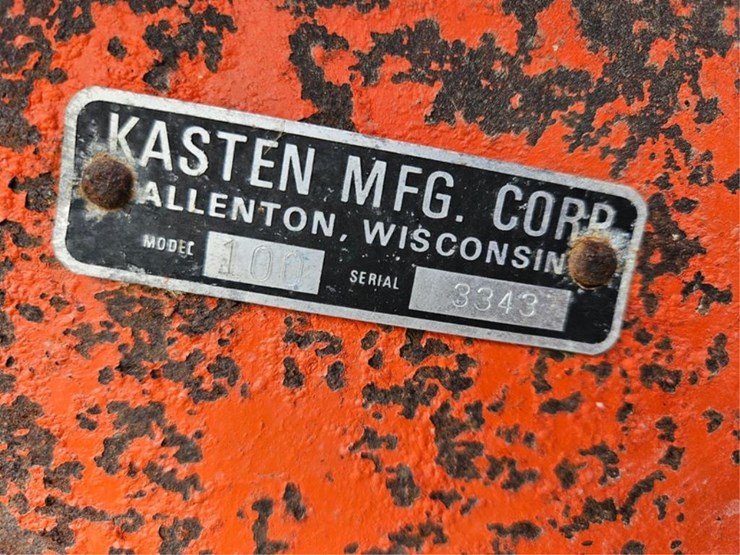 KASTEN MFG. CORP
ALLENTON, WISCONSIN
MODEL 100 SERIAL 3343